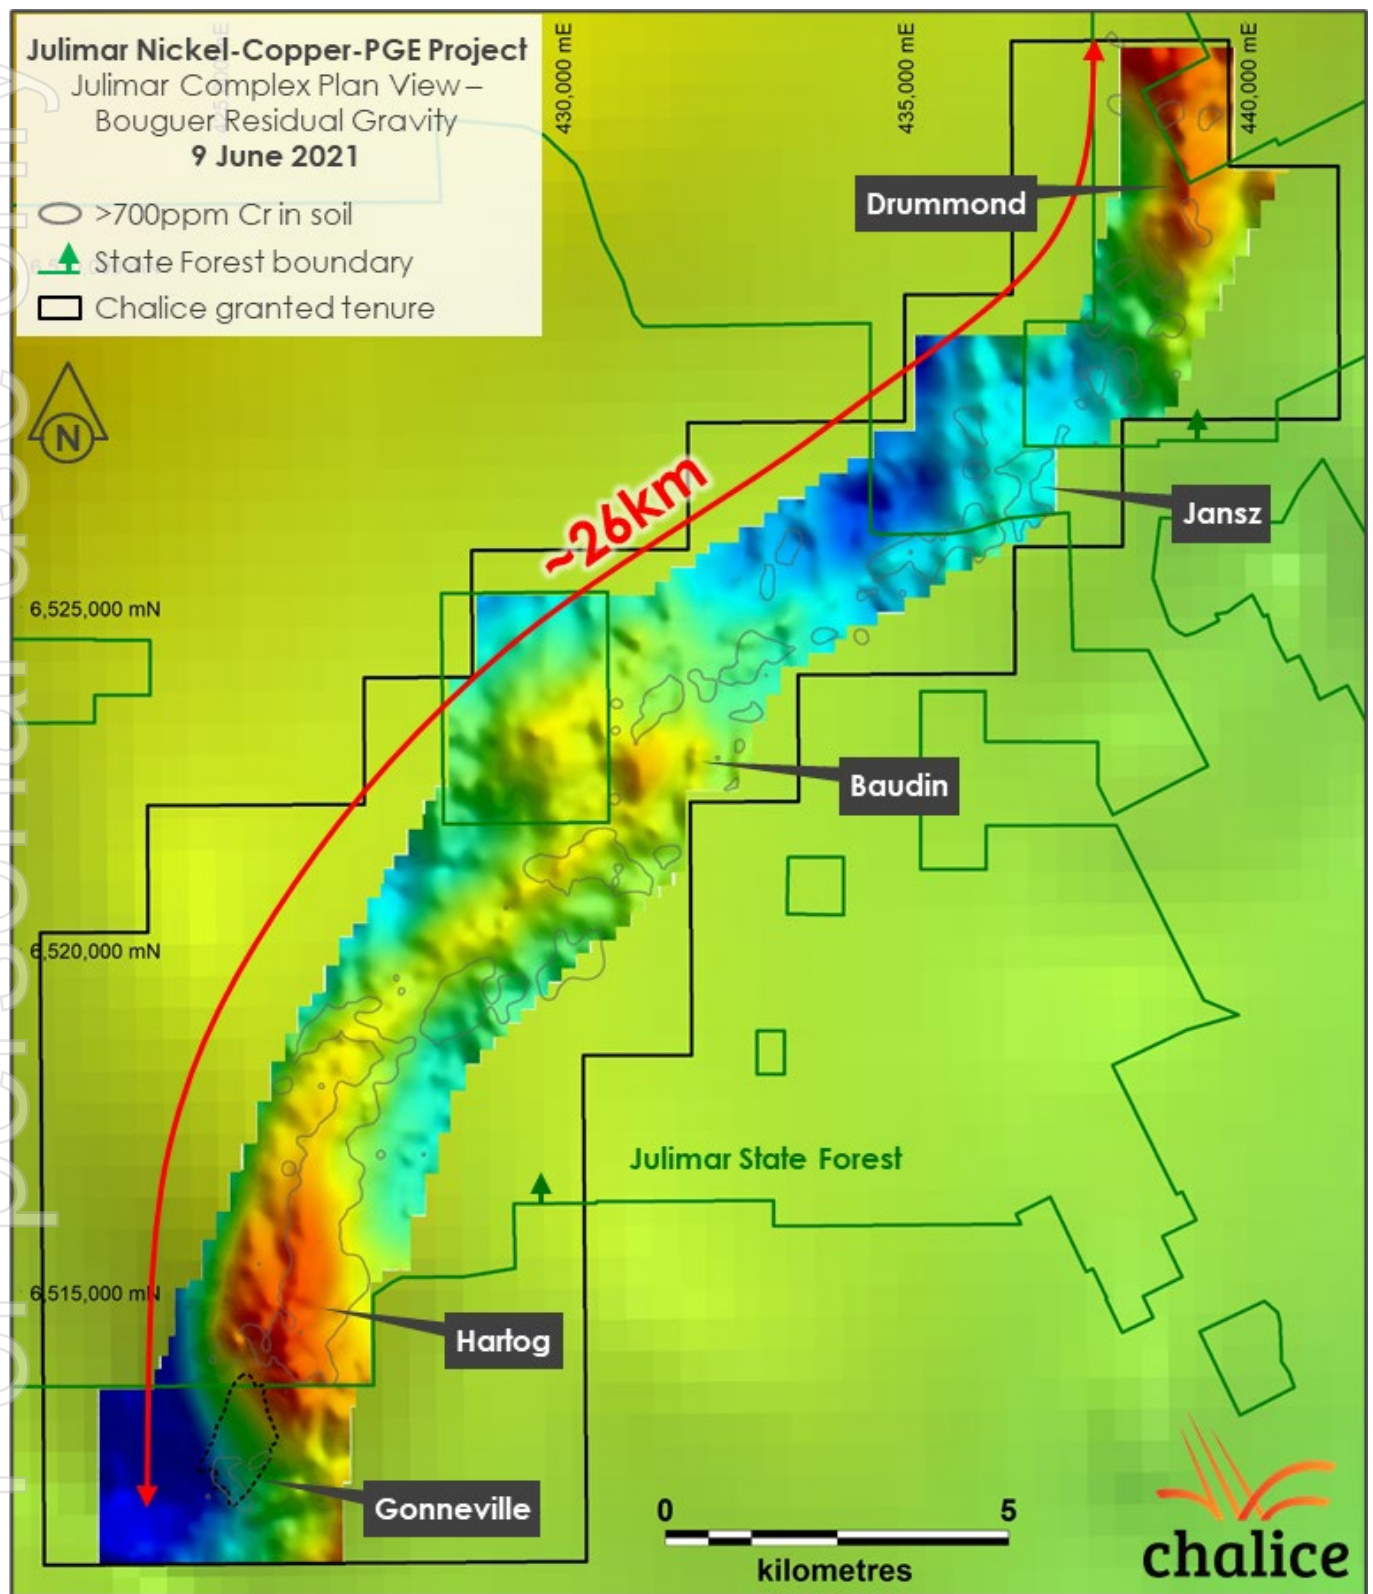 Julimar Nickel-Copper-PGE Project
Julimar Complex Plan View –
Bouguer Residual Gravity
9 June 2021
>700ppm Cr in soil
State Forest boundary
Chalice granted tenure
430,000 mE
435,000 mE
440,000 mE
Drummond
N
~26km
Jansz
6,525,000 mN
Baudin
6,520,000 mN
Julimar State Forest
6,515,000 mN
Hartog
Gonneville
0 5
kilometres
chalice